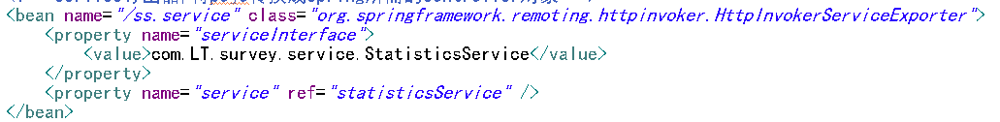 <bean name="/ss.service" class="org.springframework.remoting.httpinvoker.HttpInvokerServiceExporter">
<property name="serviceInterface">
<value>com.LT.survey.service.StatisticsService</value>
</property>
<property name="service" ref="statisticsService" />
</bean>